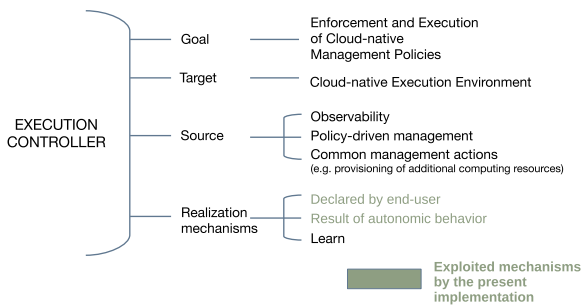 EXECUTION
CONTROLLER
Goal
Enforcement and Execution
of Cloud-native
Management Policies
Target
Cloud-native Execution Environment
Source
Observability
Policy-driven management
Common management actions
(e.g. provisioning of additional computing resources)
Realization
mechanisms
Declared by end-user
Result of autonomic behavior
Learn
Exploited mechanisms
by the present
implementation